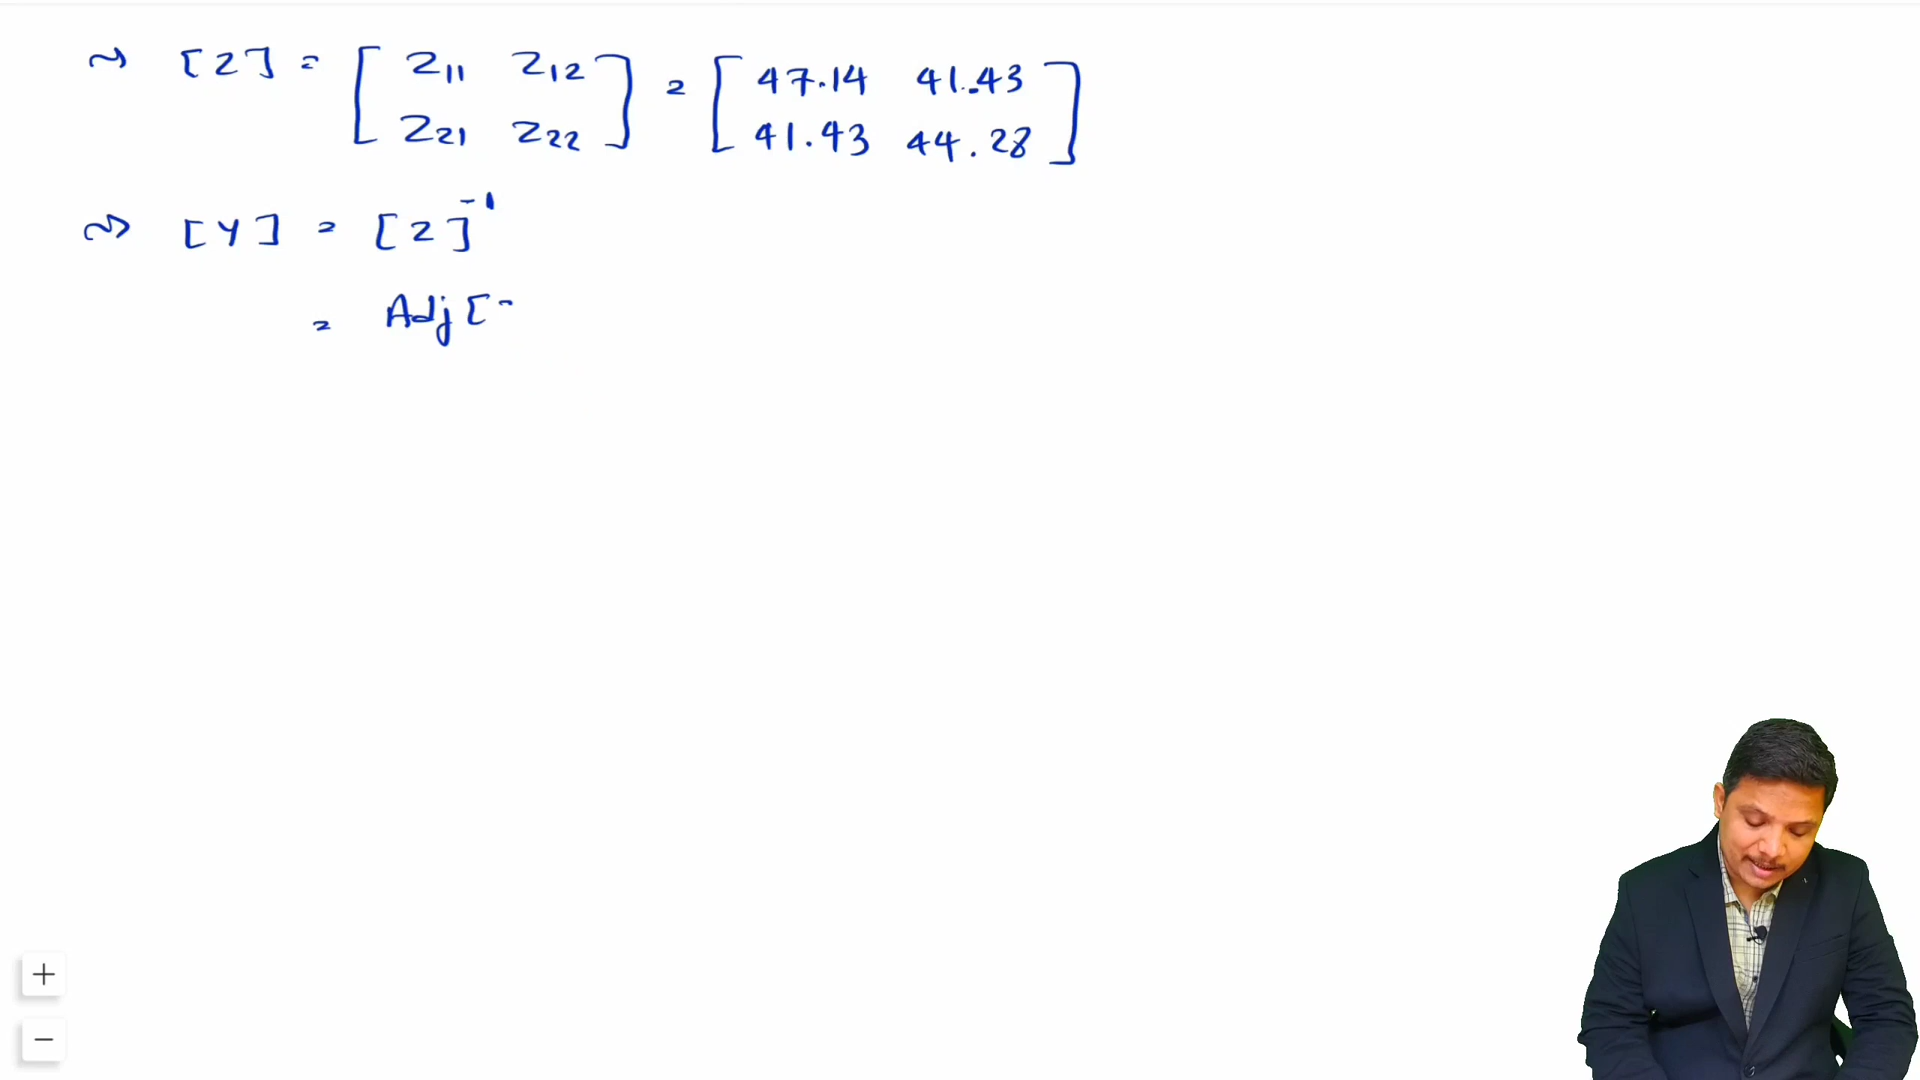 ~> [Z] = [ Z11 Z12 ] = [ 47.14 41.43 ]
[ Z21 Z22 ] [ 41.43 44.28 ]
~> [Y] = [Z]^-1
= Adj [
+
−